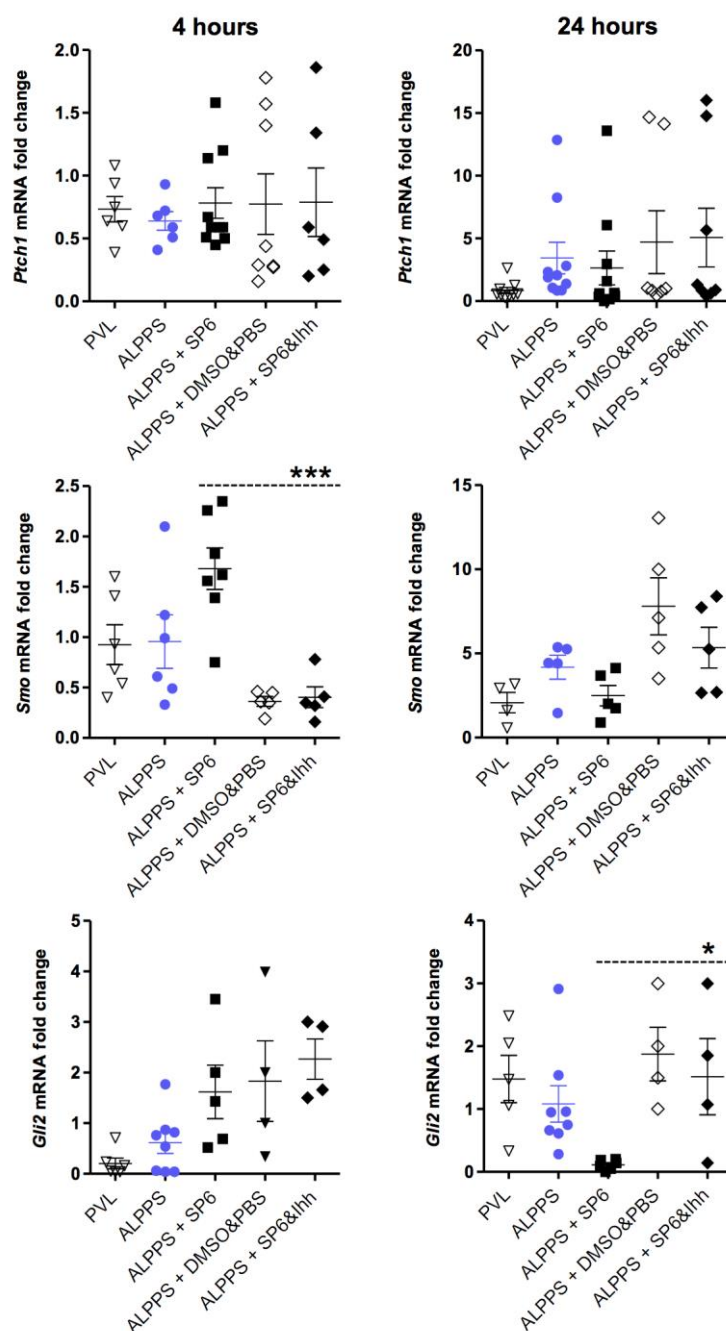 4 hours
24 hours
Ptch1 mRNA fold change
2.0
1.5
1.0
0.5
0.0
PVL
ALPPS
ALPPS + SP6
ALPPS + DMSO&PBS
ALPPS + SP6&Ihh
Ptch1 mRNA fold change
20
15
10
5
0
PVL
ALPPS
ALPPS + SP6
ALPPS + DMSO&PBS
ALPPS + SP6&Ihh
Smo mRNA fold change
2.5
2.0
1.5
1.0
0.5
0.0
***
PVL
ALPPS
ALPPS + SP6
ALPPS + DMSO&PBS
ALPPS + SP6&Ihh
Smo mRNA fold change
15
10
5
0
PVL
ALPPS
ALPPS + SP6
ALPPS + DMSO&PBS
ALPPS + SP6&Ihh
Gli2 mRNA fold change
5
4
3
2
1
0
PVL
ALPPS
ALPPS + SP6
ALPPS + DMSO&PBS
ALPPS + SP6&Ihh
Gli2 mRNA fold change
4
3
2
1
0
*
PVL
ALPPS
ALPPS + SP6
ALPPS + DMSO&PBS
ALPPS + SP6&Ihh